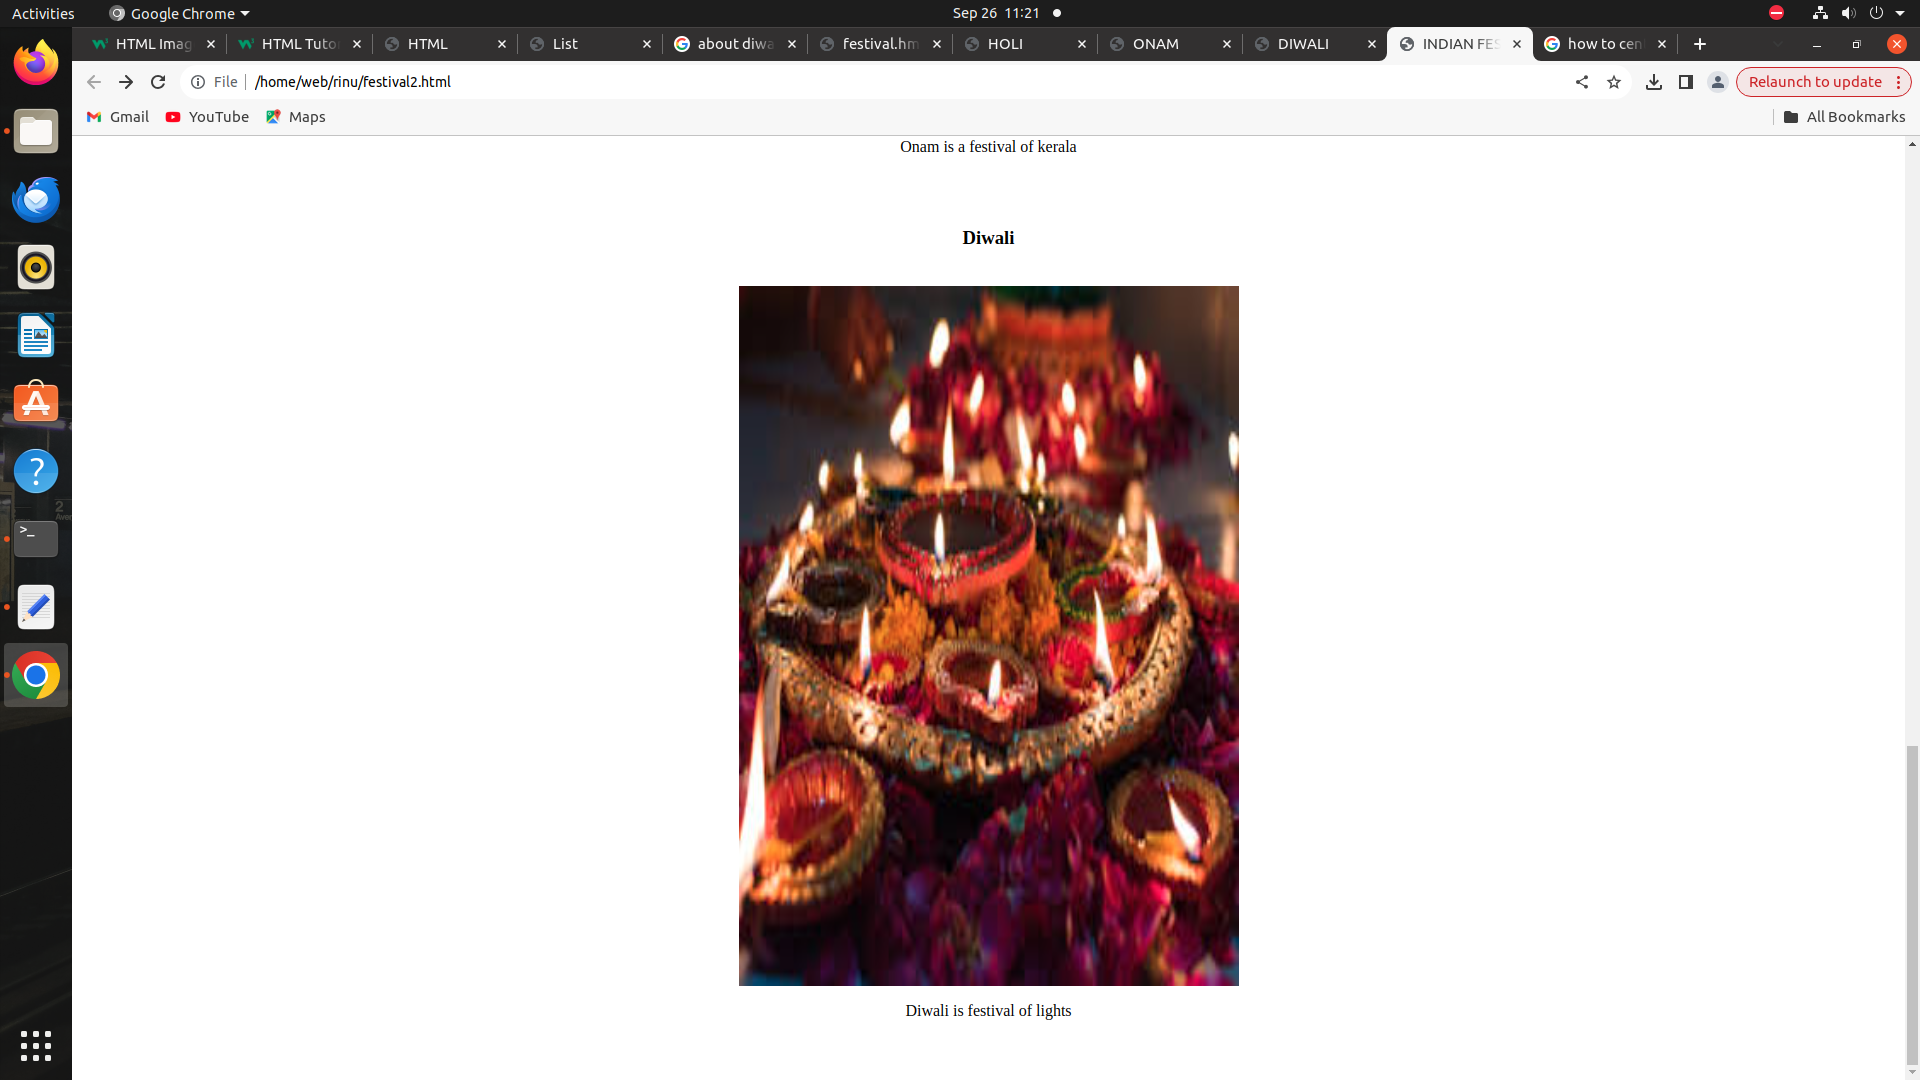 Activities Google Chrome Sep 26 11:21
HTML Imag HTML Tuto HTML List about diwa festival.hm HOLI ONAM DIWALI INDIAN FES how to cen
File /home/web/rinu/festival2.html Relaunch to update
Gmail YouTube Maps All Bookmarks
Onam is a festival of kerala
Diwali
Diwali is festival of lights